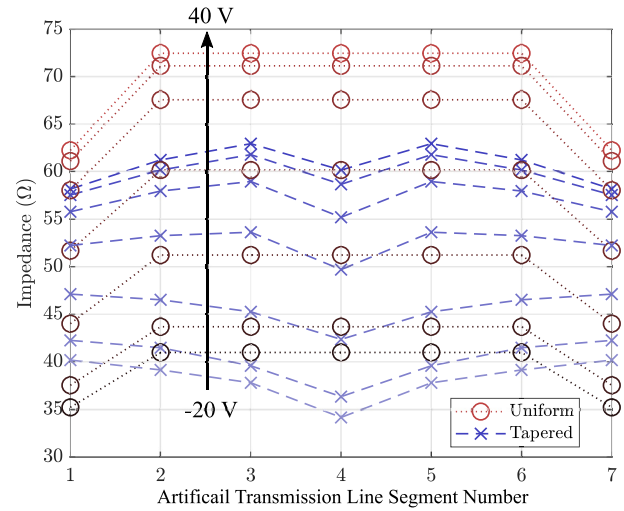 40 V
75
70
65
60
55
50
45
40
35
30
Impedance (Ω)
-20 V
Uniform
Tapered
1 2 3 4 5 6 7
Artificail Transmission Line Segment Number